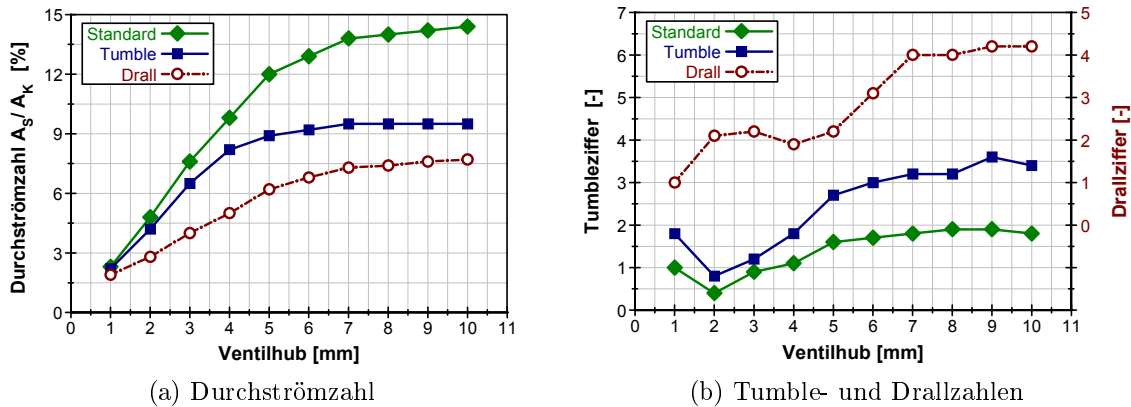 Durchströmzahl A_S/ A_K [%]
15
12
9
6
3
0
Standard
Tumble
Drall
0 1 2 3 4 5 6 7 8 9 10 11
Ventilhub [mm]
(a) Durchströmzahl
Tumbleziffer [-]
7
6
5
4
3
2
1
0
Standard
Tumble
Drall
5
4
3
2
1
0
Drallziffer [-]
0 1 2 3 4 5 6 7 8 9 10 11
Ventilhub [mm]
(b) Tumble- und Drallzahlen